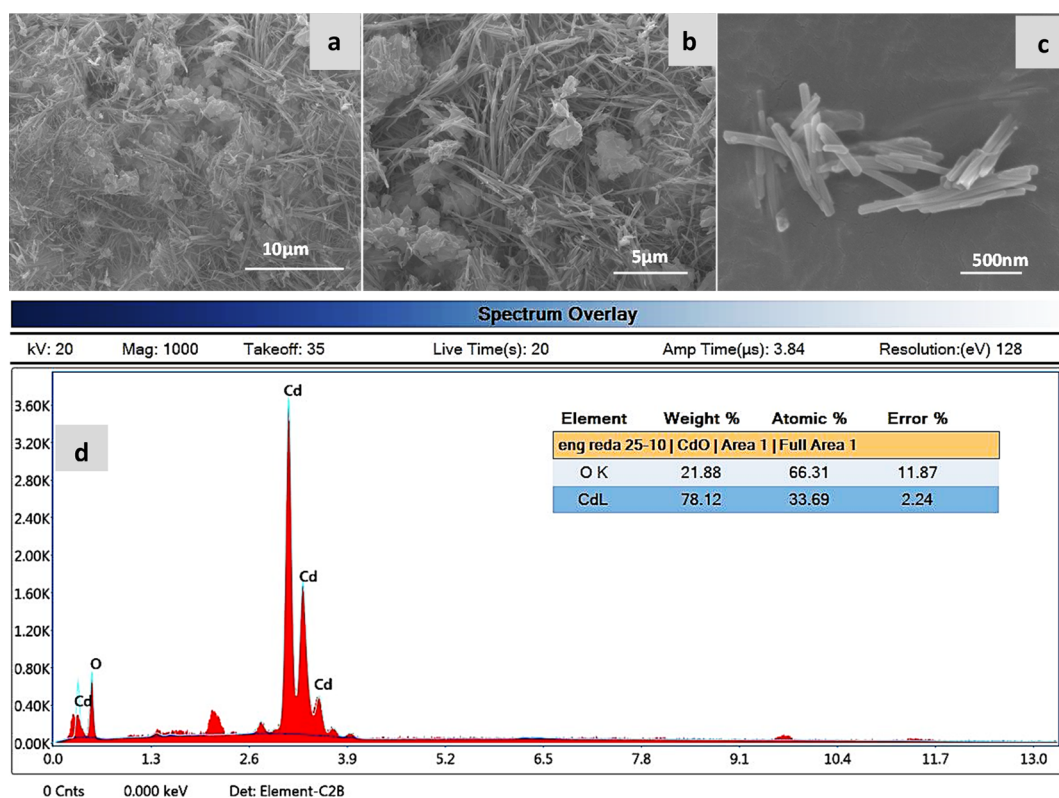 a
b
c
10µm
5µm
500nm
Spectrum Overlay
kV: 20 Mag: 1000 Takeoff: 35 Live Time(s): 20 Amp Time(µs): 3.84 Resolution:(eV) 128
d
3.60K
3.20K
2.80K
2.40K
2.00K
1.60K
1.20K
0.80K
0.40K
0.00K
Cd
Cd
Cd
O
Cd
Element Weight % Atomic % Error %
eng reda 25-10 | CdO | Area 1 | Full Area 1
O K 21.88 66.31 11.87
CdL 78.12 33.69 2.24
0.0 1.3 2.6 3.9 5.2 6.5 7.8 9.1 10.4 11.7 13.0
0 Cnts 0.000 keV Det: Element-C2B